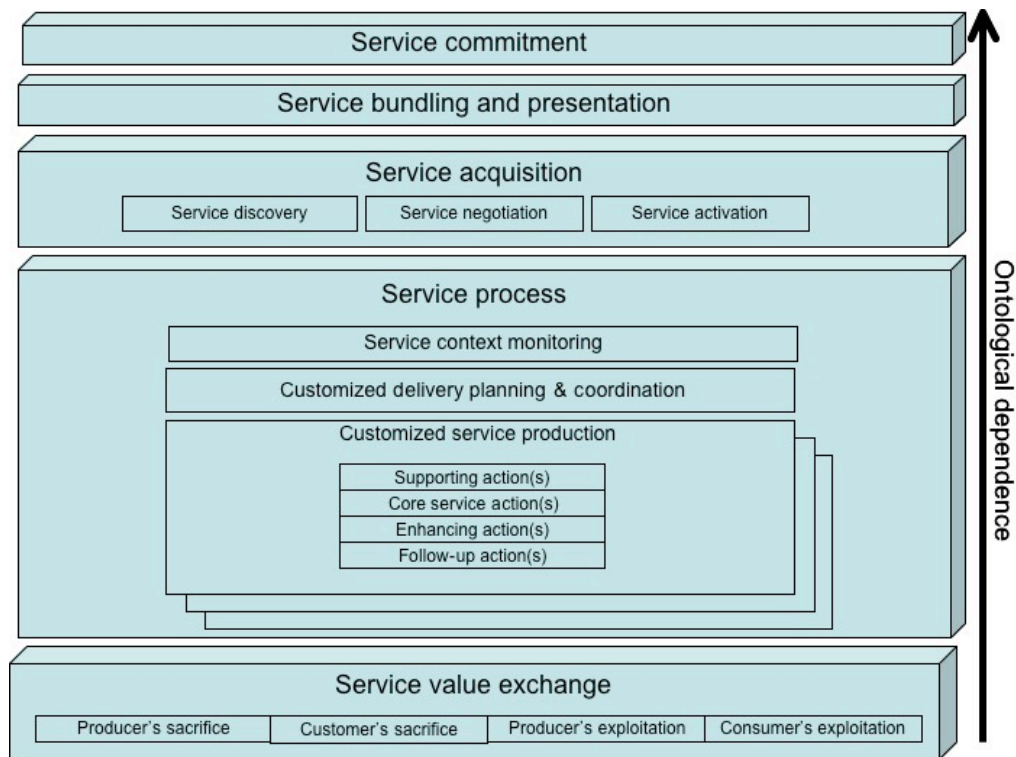 Service commitment
Service bundling and presentation
Service acquisition
Service discovery
Service negotiation
Service activation
Service process
Service context monitoring
Customized delivery planning & coordination
Customized service production
Supporting action(s)
Core service action(s)
Enhancing action(s)
Follow-up action(s)
Service value exchange
Producer's sacrifice
Customer's sacrifice
Producer's exploitation
Consumer's exploitation
Ontological dependence